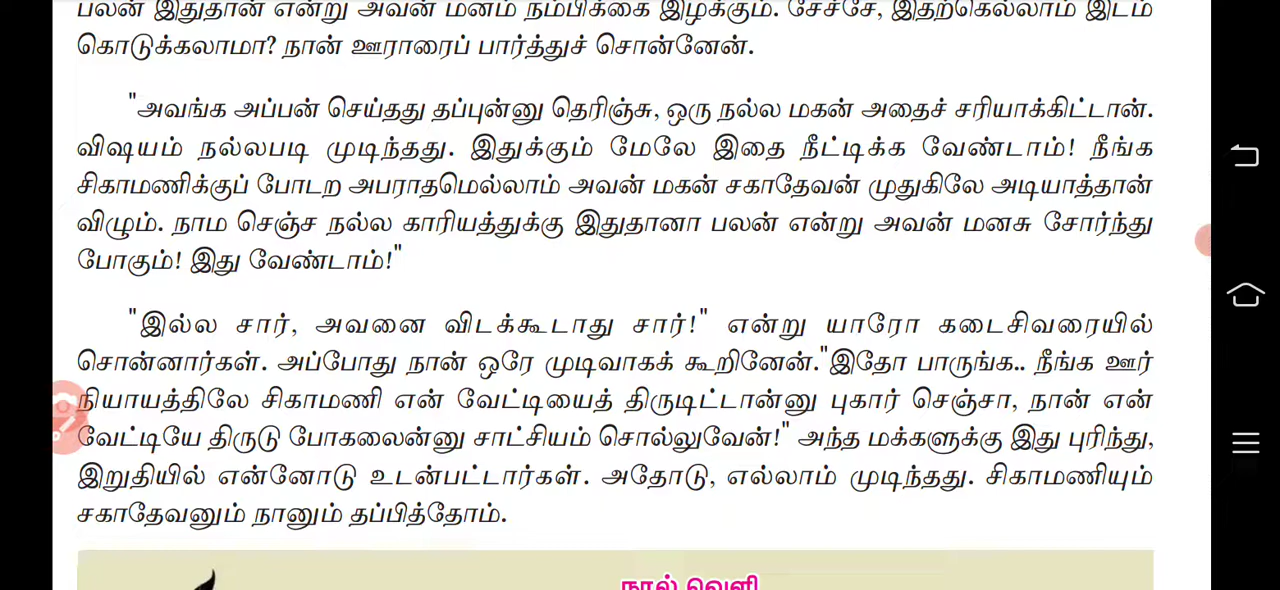 பலன் இதுதான் என்று அவன் மனம் நம்பிக்கை இழக்கும். சேச்சே, இதற்கெல்லாம் இடம்
கொடுக்கலாமா? நான் ஊராரைப் பார்த்துச் சொன்னேன்.
"அவங்க அப்பன் செய்தது தப்புன்னு தெரிஞ்சு, ஒரு நல்ல மகன் அதைச் சரியாக்கிட்டான்.
விஷயம் நல்லபடி முடிந்தது. இதுக்கும் மேலே இதை நீட்டிக்க வேண்டாம்! நீங்க
சிகாமணிக்குப் போடற அபராதமெல்லாம் அவன் மகன் சகாதேவன் முதுகிலே அடியாத்தான்
விழும். நாம செஞ்ச நல்ல காரியத்துக்கு இதுதானா பலன் என்று அவன் மனசு சோர்ந்து
போகும்! இது வேண்டாம்!"
"இல்ல சார், அவனை விடக்கூடாது சார்!" என்று யாரோ கடைசிவரையில்
சொன்னார்கள். அப்போது நான் ஒரே முடிவாகக் கூறினேன்."இதோ பாருங்க.. நீங்க ஊர்
நியாயத்திலே சிகாமணி என் வேட்டியைத் திருடிட்டான்னு புகார் செஞ்சா, நான் என்
வேட்டியே திருடு போகலைன்னு சாட்சியம் சொல்லுவேன்!" அந்த மக்களுக்கு இது புரிந்து,
இறுதியில் என்னோடு உடன்பட்டார்கள். அதோடு, எல்லாம் முடிந்தது. சிகாமணியும்
சகாதேவனும் நானும் தப்பித்தோம்.
நூல் வெளி